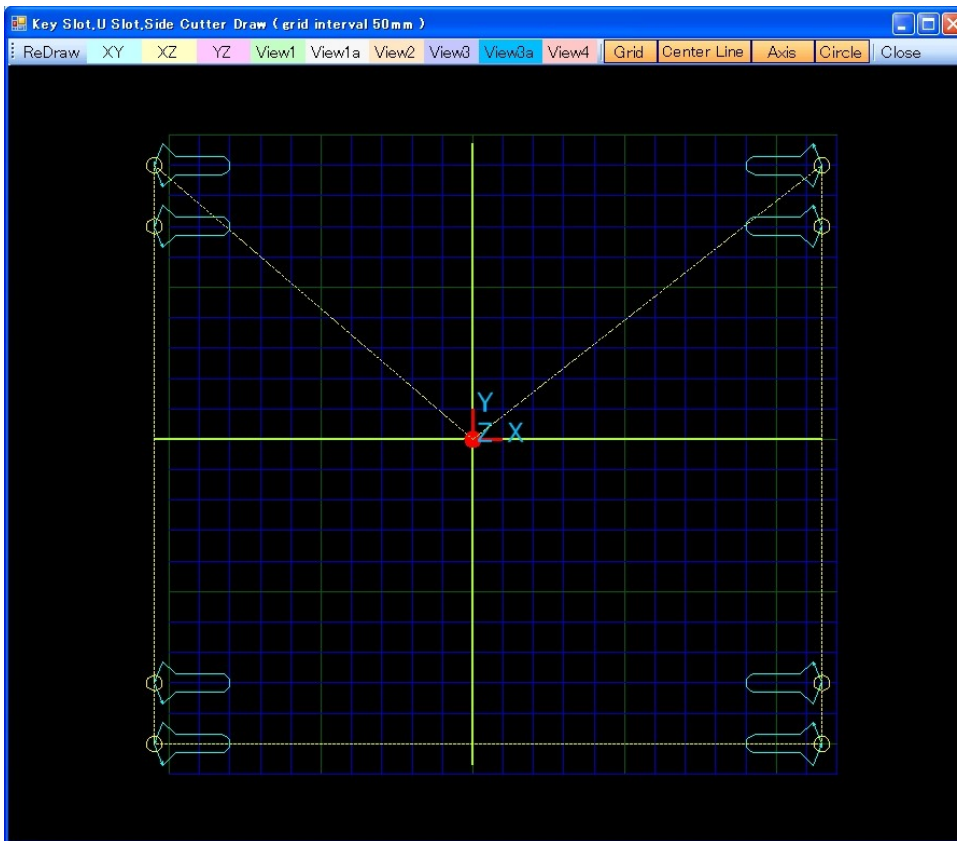 Key Slot,U Slot,Side Cutter Draw ( grid interval 50mm )
ReDraw XY XZ YZ View1 View1a View2 View3 View3a View4 Grid Center Line Axis Circle Close
Y
Z X